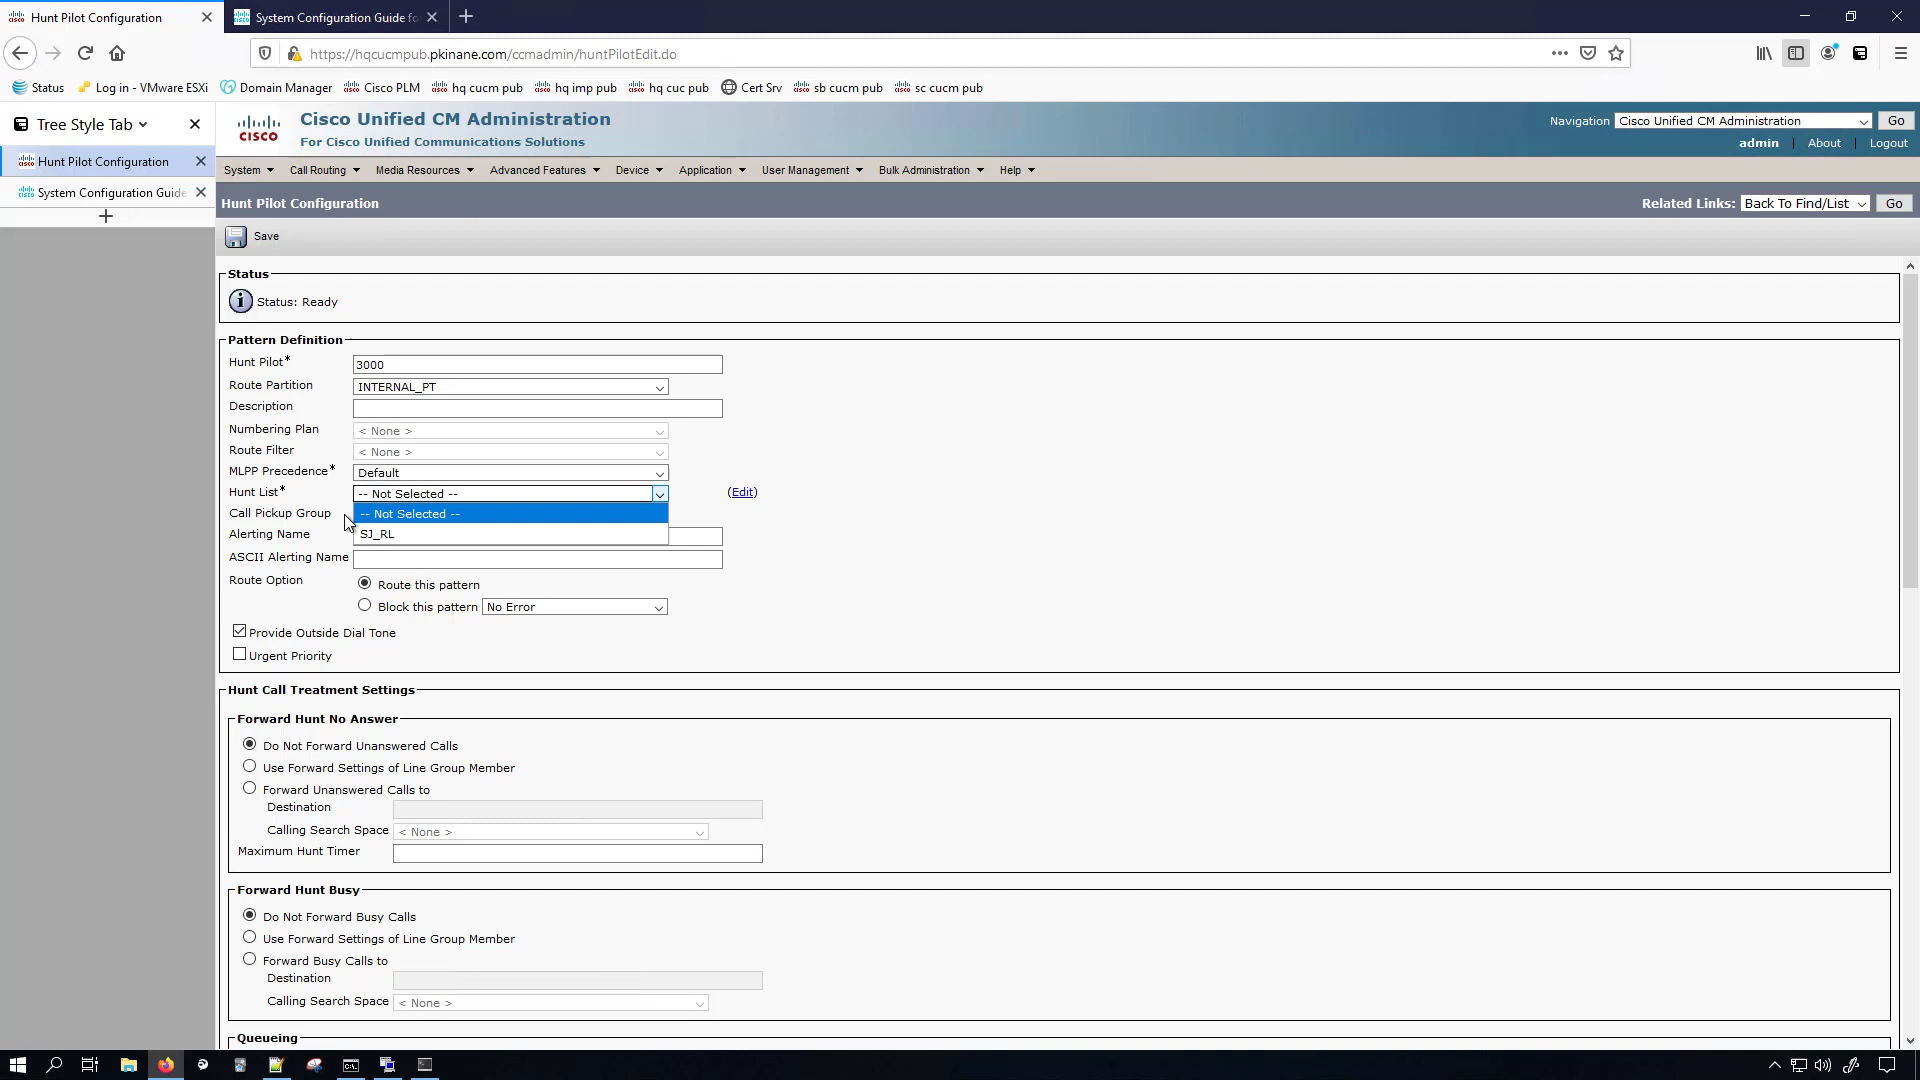 Hunt Pilot Configuration
System Configuration Guide fo
https://hqcucmpub.pkinane.com/ccmadmin/huntPilotEdit.do
Status
Log in - VMware ESXi
Domain Manager
Cisco PLM
hq cucm pub
hq imp pub
hq cuc pub
Cert Srv
sb cucm pub
sc cucm pub
Tree Style Tab
Hunt Pilot Configuration
System Configuration Guide
CISCO
Cisco Unified CM Administration
For Cisco Unified Communications Solutions
Navigation Cisco Unified CM Administration Go
admin | About | Logout
System Call Routing Media Resources Advanced Features Device Application User Management Bulk Administration Help
Hunt Pilot Configuration
Related Links: Back To Find/List Go
Save
Status
Status: Ready
Pattern Definition
Hunt Pilot* 3000
Route Partition INTERNAL_PT
Description
Numbering Plan < None >
Route Filter < None >
MLPP Precedence* Default
Hunt List* -- Not Selected -- (Edit)
-- Not Selected --
SJ_RL
Call Pickup Group
Alerting Name
ASCII Alerting Name
Route Option Route this pattern
Block this pattern No Error
Provide Outside Dial Tone
Urgent Priority
Hunt Call Treatment Settings
Forward Hunt No Answer
Do Not Forward Unanswered Calls
Use Forward Settings of Line Group Member
Forward Unanswered Calls to
Destination
Calling Search Space < None >
Maximum Hunt Timer
Forward Hunt Busy
Do Not Forward Busy Calls
Use Forward Settings of Line Group Member
Forward Busy Calls to
Destination
Calling Search Space < None >
Queueing